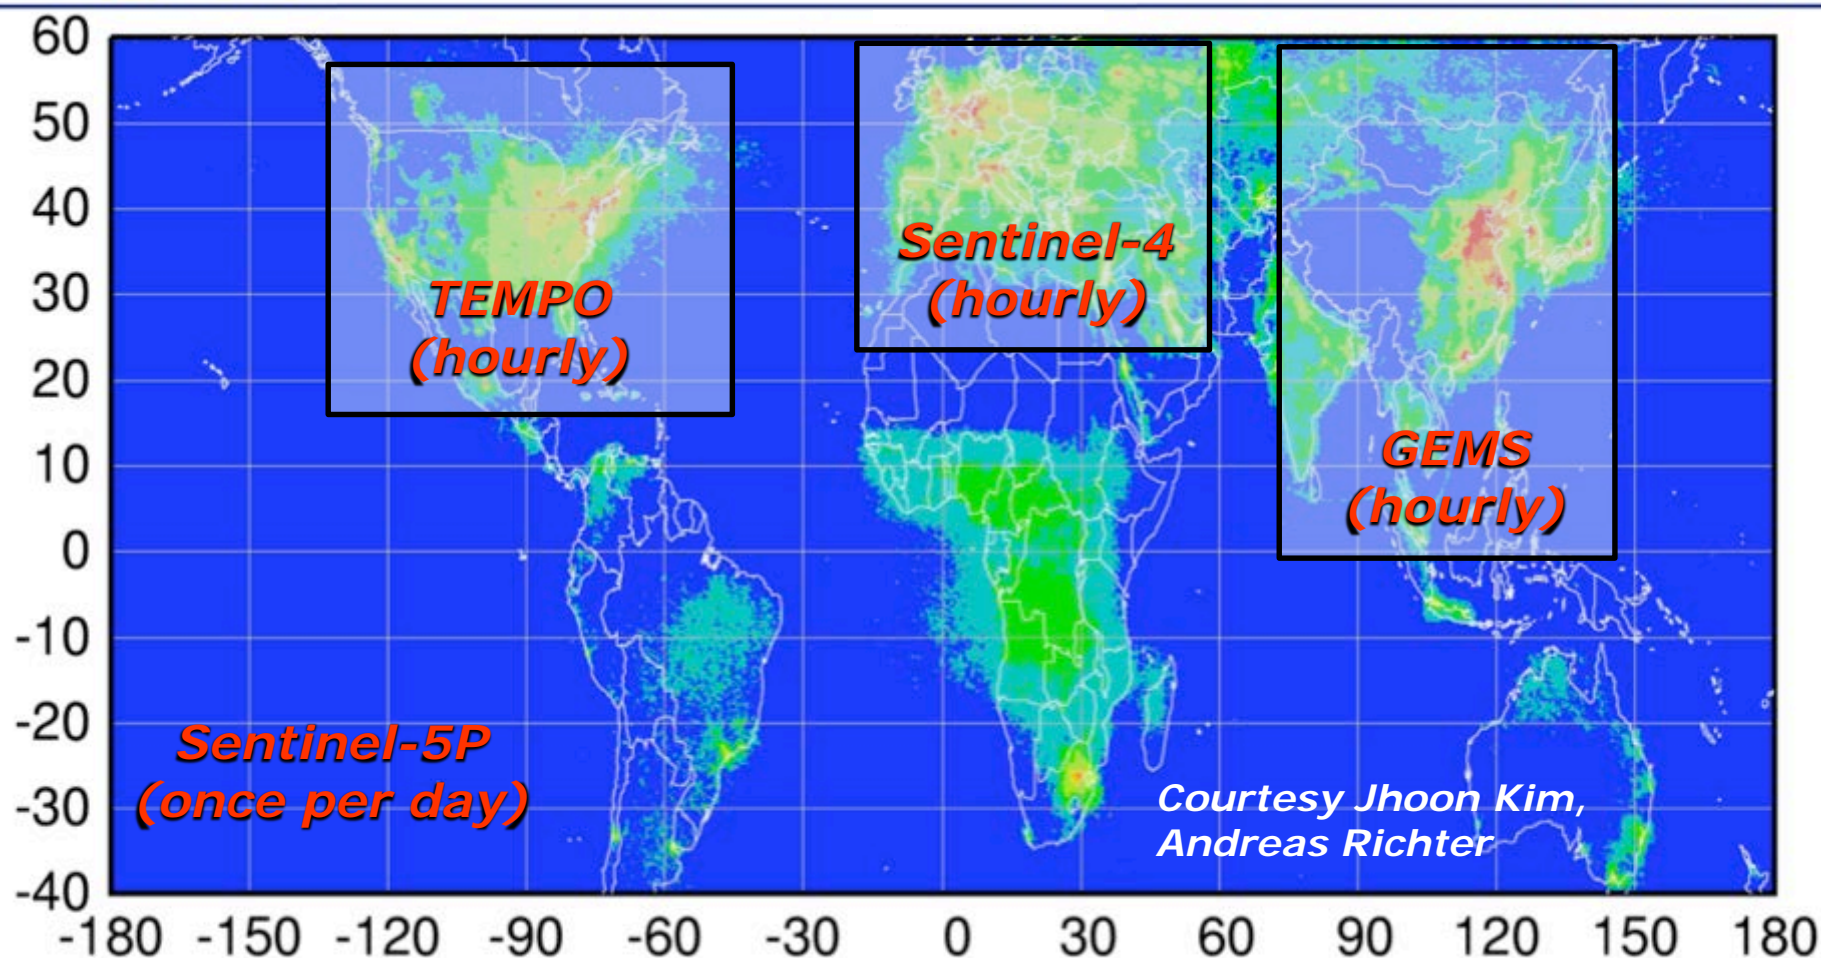 60
50
40
30
20
10
0
-10
-20
-30
-40
TEMPO
(hourly)
Sentinel-4
(hourly)
GEMS
(hourly)
Sentinel-5P
(once per day)
Courtesy Jhoon Kim,
Andreas Richter
-180 -150 -120 -90 -60 -30 0 30 60 90 120 150 180